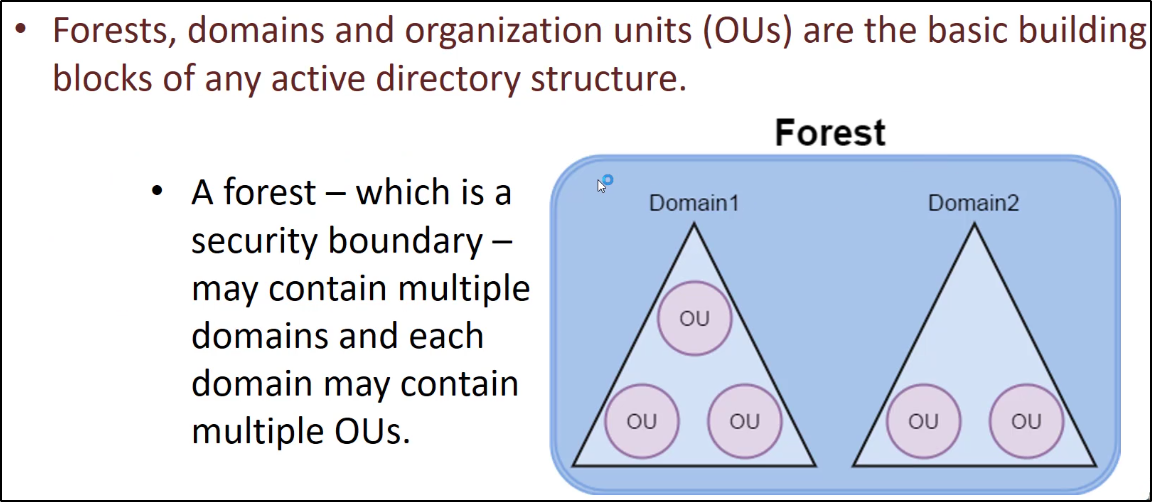 • Forests, domains and organization units (OUs) are the basic building
blocks of any active directory structure.
• A forest – which is a
security boundary –
may contain multiple
domains and each
domain may contain
multiple OUs.
Forest
Domain1
Domain2
OU
OU
OU
OU
OU